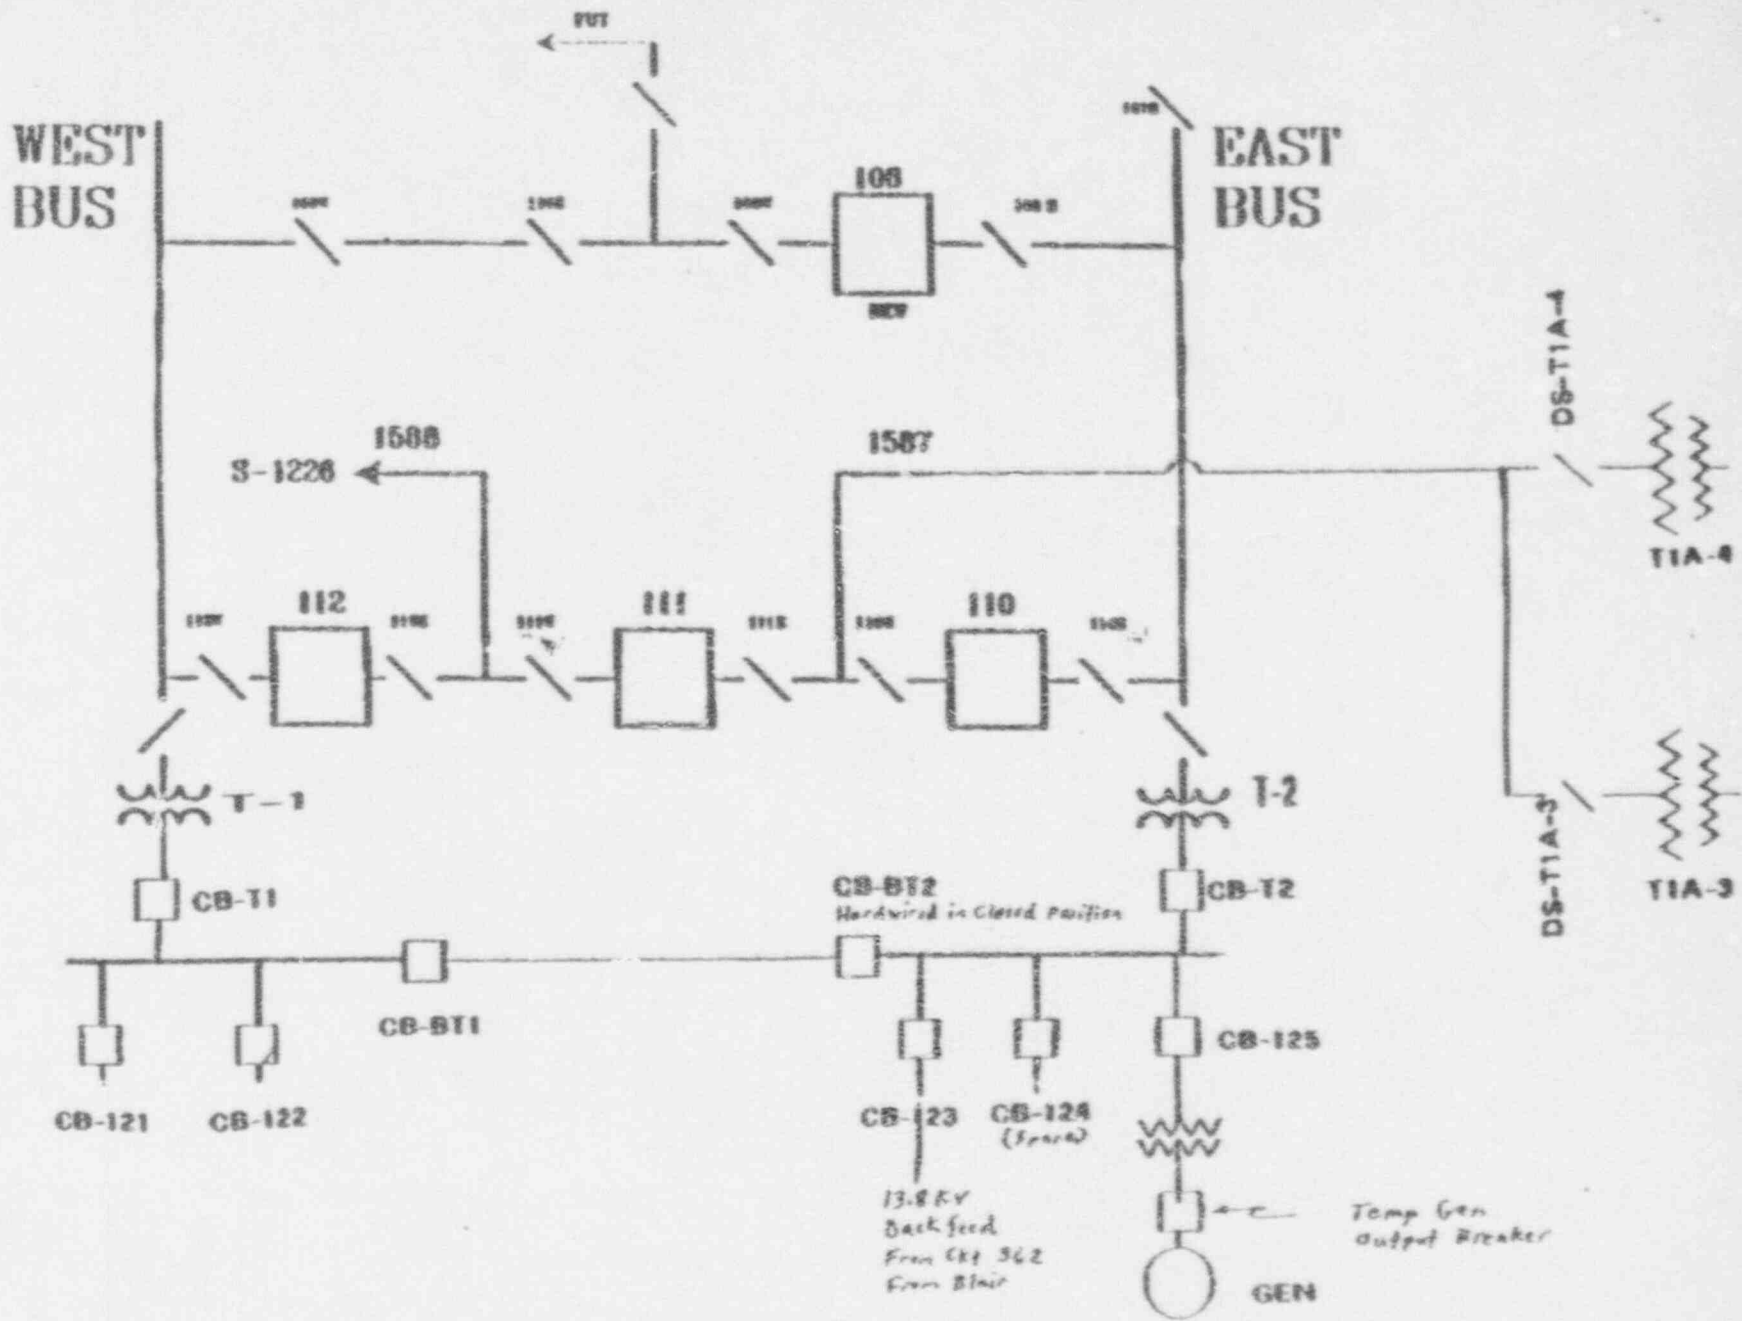 FUT
WEST
BUS
EAST
BUS
106
NEW
DS-T1A-4
1588
S-1226
1587
T1A-4
112
111
110
T-1
T-2
DS-T1A-3
T1A-3
CB-T1
CB-BT2
Hardwired in Closed Position
CB-T2
CB-BT1
CB-125
CB-121
CB-122
CB-123
CB-124
(Spare)
13.8 KV
Back feed
From Ckt 362
From Blair
Temp Gen
Output Breaker
GEN